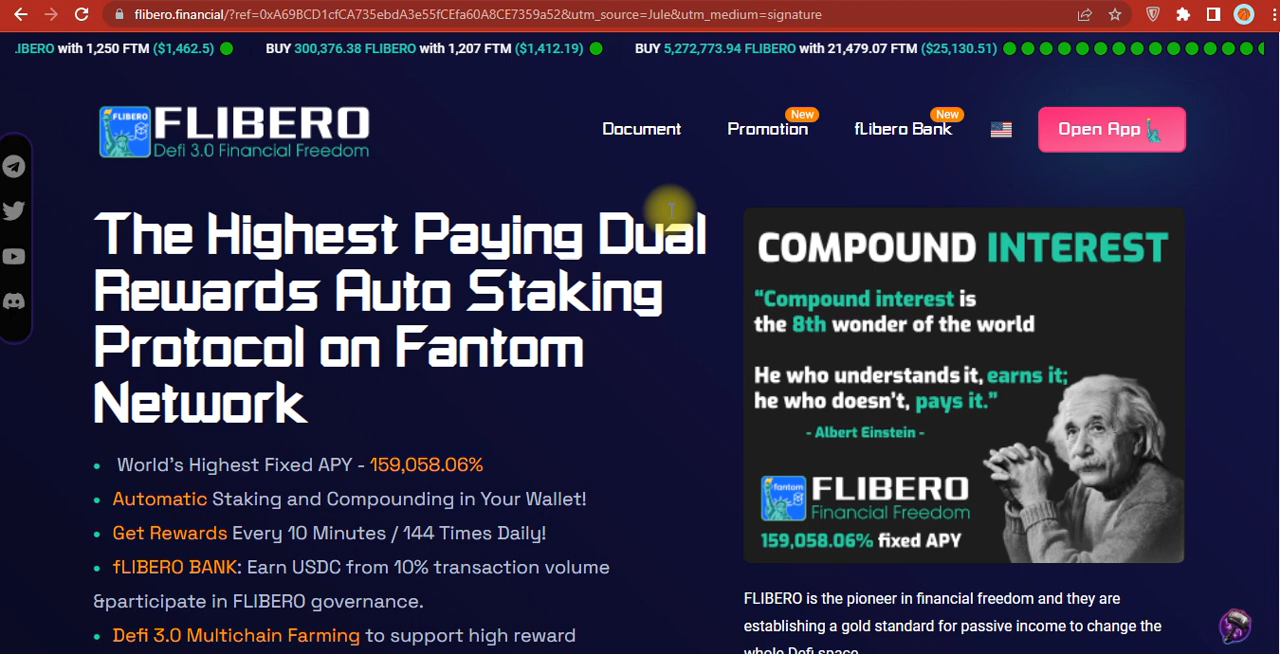 flibero.financial/?ref=0xA69BCD1cfCA735ebdA3e55fCEfa60A8CE7359a52&utm_source=Jule&utm_medium=signature
.IBERO with 1,250 FTM ($1,462.5) BUY 300,376.38 FLIBERO with 1,207 FTM ($1,412.19) BUY 5,272,773.94 FLIBERO with 21,479.07 FTM ($25,130.51)
FLIBERO
FLIBERO
Defi 3.0 Financial Freedom
Document
Promotion
New
fLibero Bank
New
Open App
The Highest Paying Dual
Rewards Auto Staking
Protocol on Fantom
Network
• World's Highest Fixed APY - 159,058.06%
• Automatic Staking and Compounding in Your Wallet!
• Get Rewards Every 10 Minutes / 144 Times Daily!
• fLIBERO BANK: Earn USDC from 10% transaction volume
&participate in FLIBERO governance.
• Defi 3.0 Multichain Farming to support high reward
COMPOUND INTEREST
“Compound interest is
the 8th wonder of the world
He who understands it, earns it;
he who doesn't, pays it.”
- Albert Einstein -
fantom
FLIBERO
Financial Freedom
159,058.06% fixed APY
FLIBERO is the pioneer in financial freedom and they are
establishing a gold standard for passive income to change the
whole Defi space